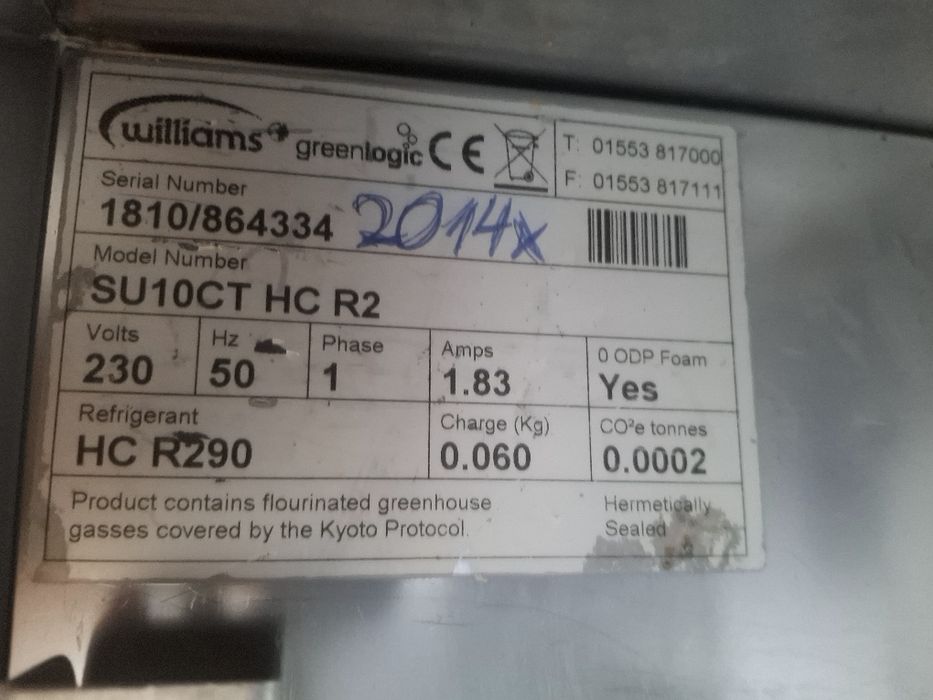 williams greenlogic CE T: 01553 817000
F: 01553 817111
Serial Number
1810/864334 2014x
Model Number
SU10CT HC R2
Volts Hz Phase Amps 0 ODP Foam
230 50 1 1.83 Yes
Refrigerant Charge (Kg) CO²e tonnes
HC R290 0.060 0.0002
Product contains flourinated greenhouse Hermetically
gasses covered by the Kyoto Protocol. Sealed